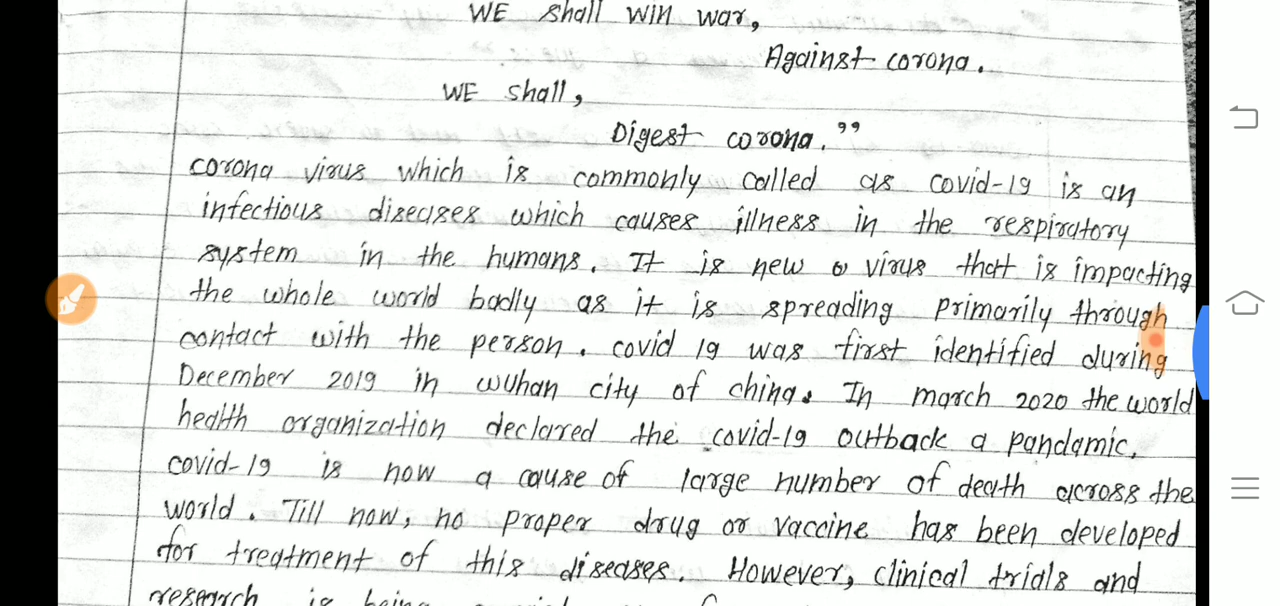 WE shall win war,
Against corona.
WE shall,
Digest corona.”
corona virus which is commonly called as covid-19 is an
infectious diseases which causes illness in the respiratory
system in the humans. It is new virus that is impacting
the whole world badly as it is spreading primarily through
contact with the person. covid 19 was first identified during
December 2019 in wuhan city of china. In march 2020 the world
health organization declared the covid-19 outback a pandamic,
covid-19 is now a cause of large number of death across the
world. Till now, no proper drug or vaccine has been developed
for treatment of this diseases. However, clinical trials and
research is being